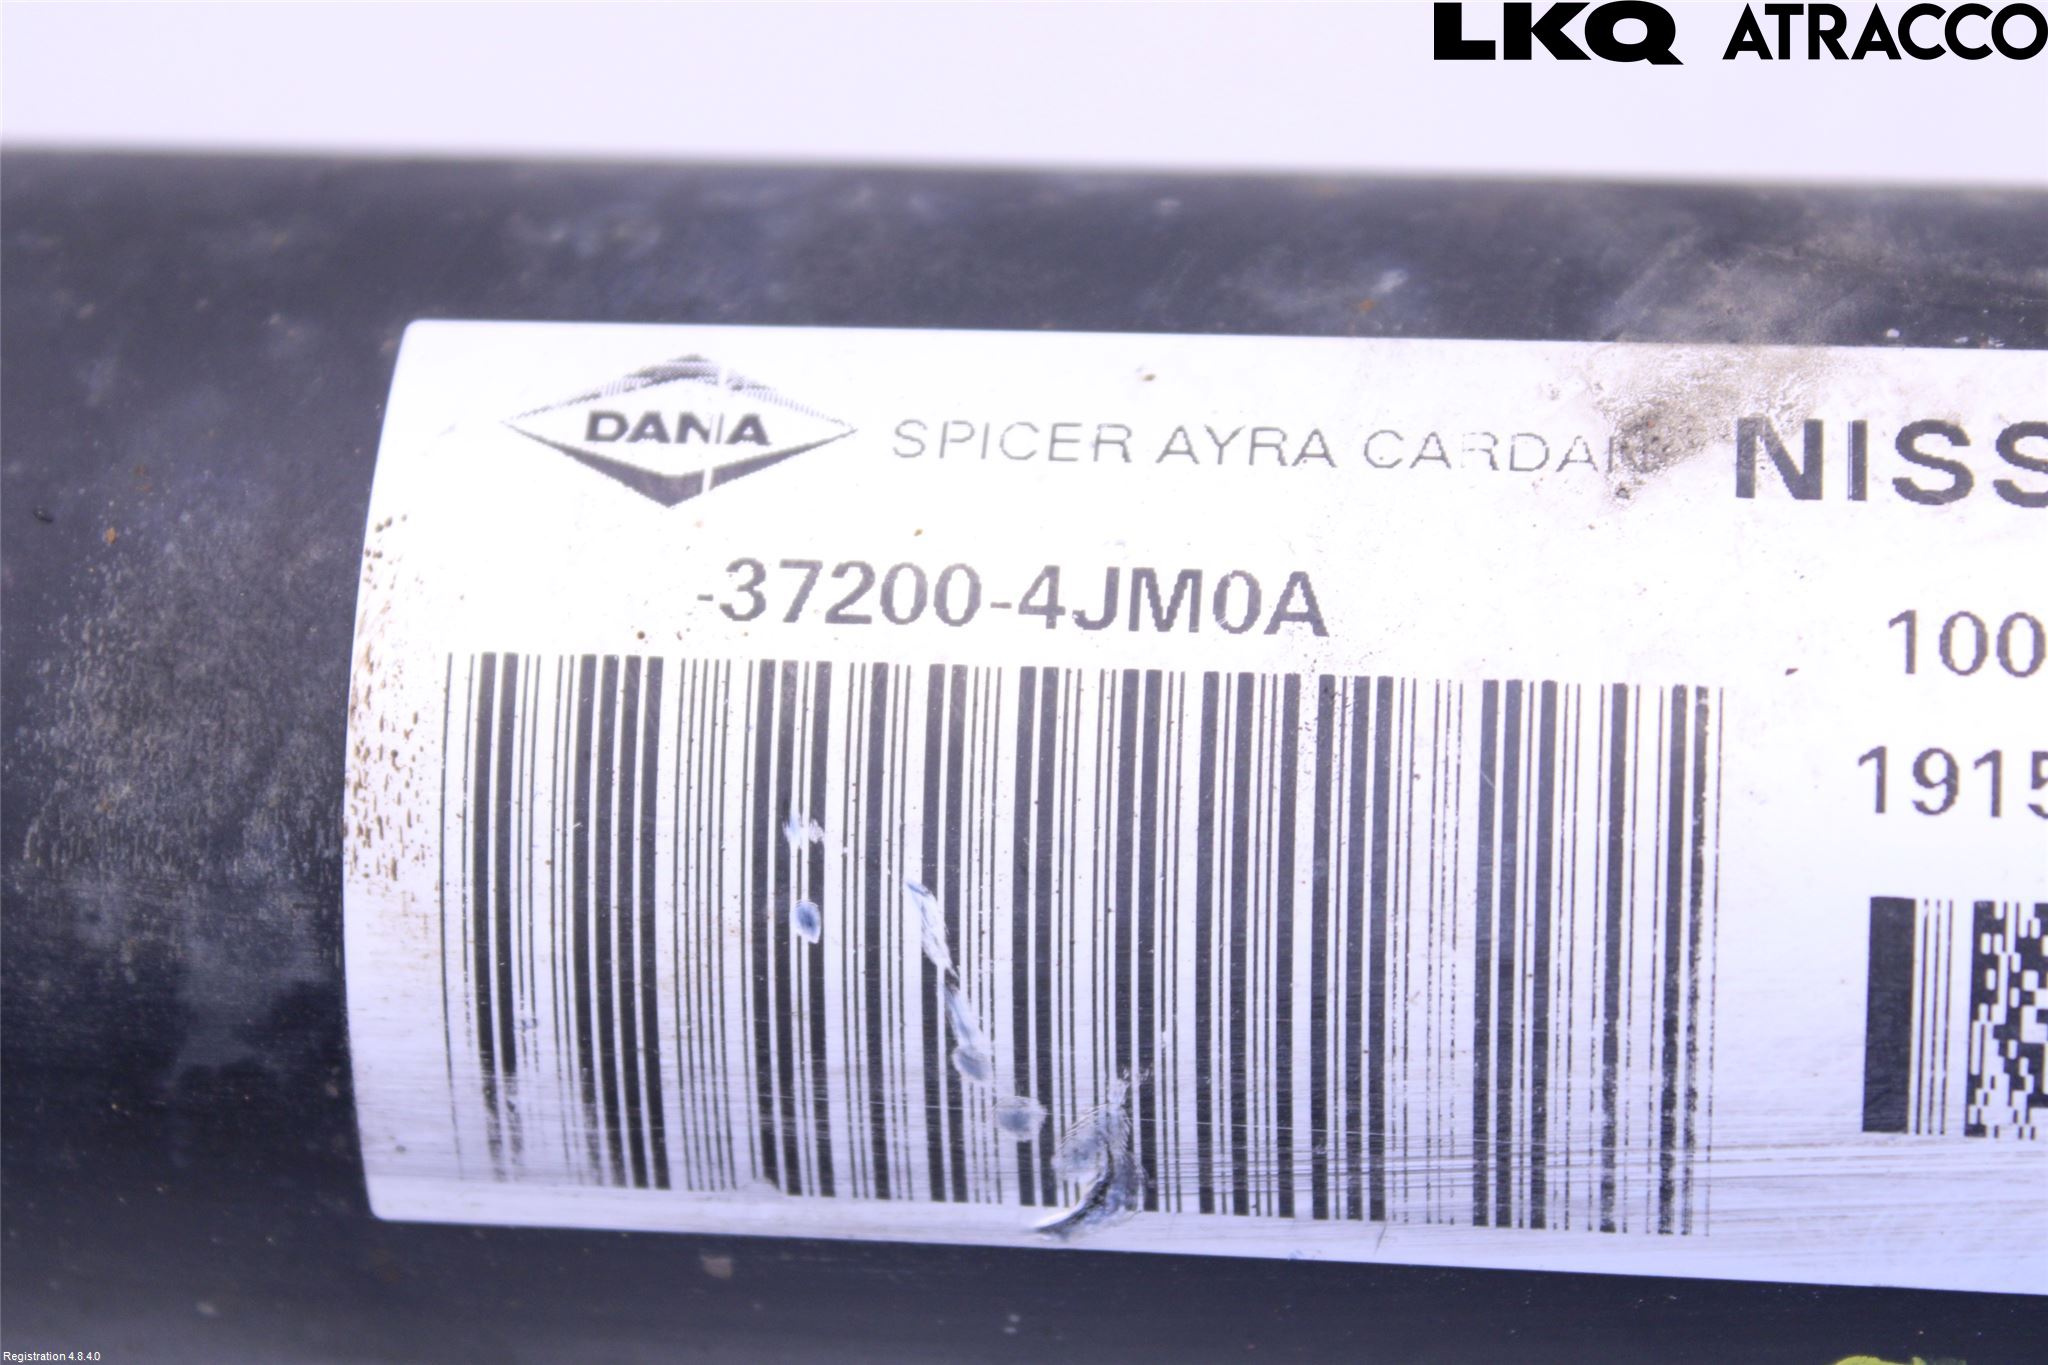 LKQ ATRACCO
DANA SPICER AYRA CARDAN NISS
-37200-4JM0A
100
1915
Registration 4.8.4.0